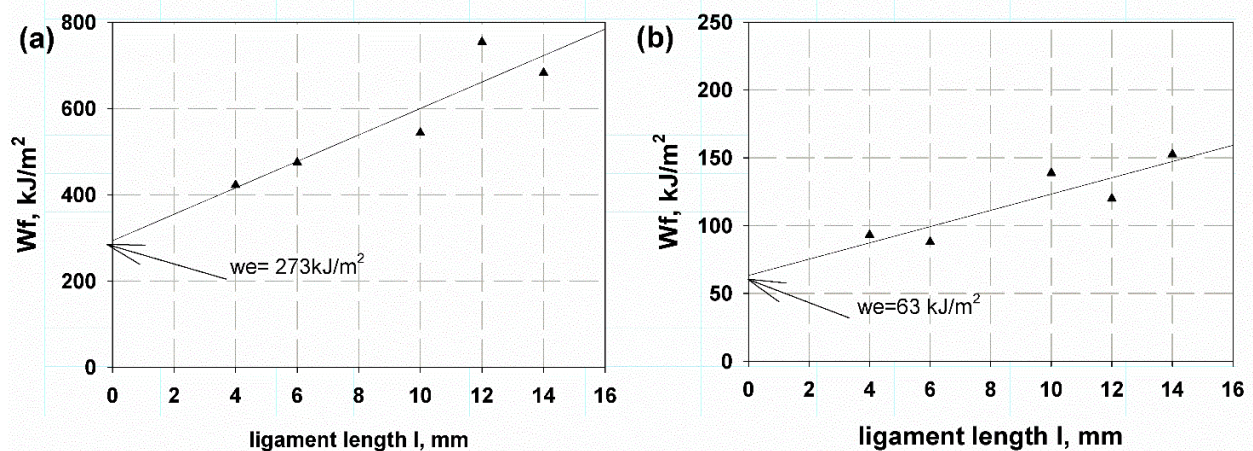 (a)
Wf, kJ/m²
800
600
400
200
0
we= 273kJ/m²
0 2 4 6 8 10 12 14 16
ligament length l, mm
(b)
Wf, kJ/m²
250
200
150
100
50
0
we=63 kJ/m²
0 2 4 6 8 10 12 14 16
ligament length l, mm